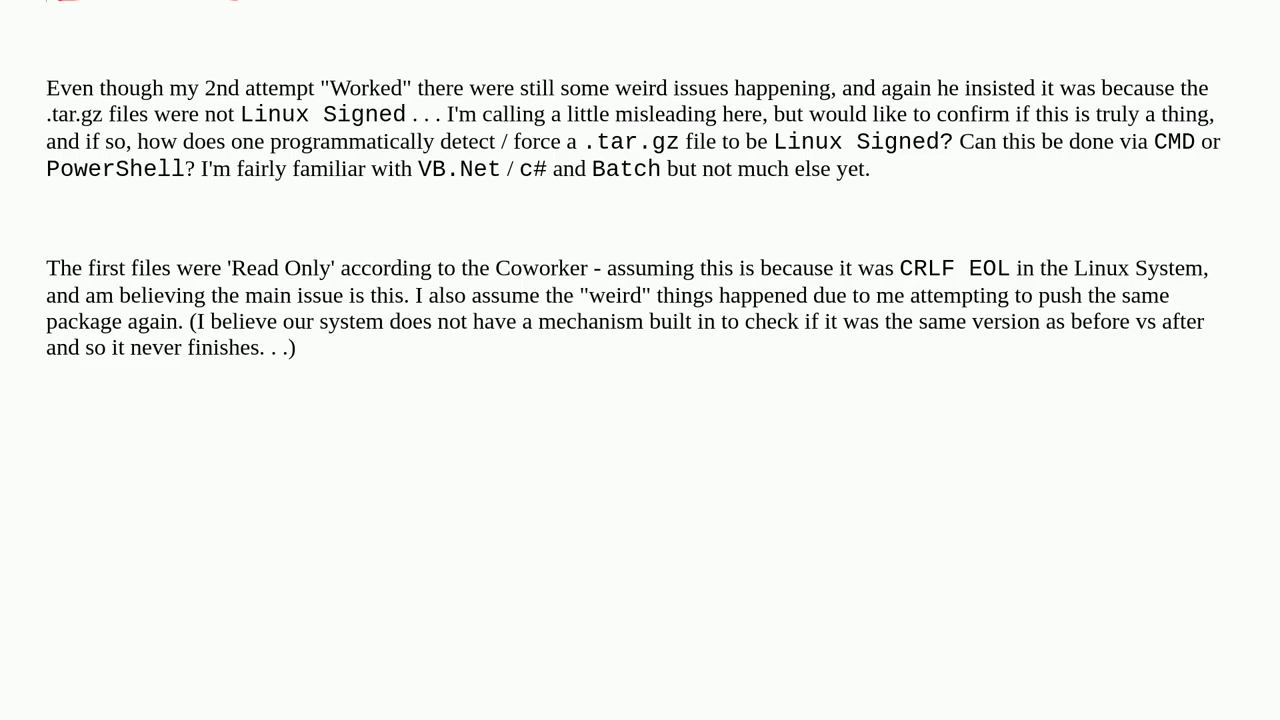 Even though my 2nd attempt "Worked" there were still some weird issues happening, and again he insisted it was because the
.tar.gz files were not Linux Signed . . . I'm calling a little misleading here, but would like to confirm if this is truly a thing,
and if so, how does one programmatically detect / force a .tar.gz file to be Linux Signed? Can this be done via CMD or
PowerShell? I'm fairly familiar with VB.Net / c# and Batch but not much else yet.
The first files were 'Read Only' according to the Coworker - assuming this is because it was CRLF EOL in the Linux System,
and am believing the main issue is this. I also assume the "weird" things happened due to me attempting to push the same
package again. (I believe our system does not have a mechanism built in to check if it was the same version as before vs after
and so it never finishes. . .)